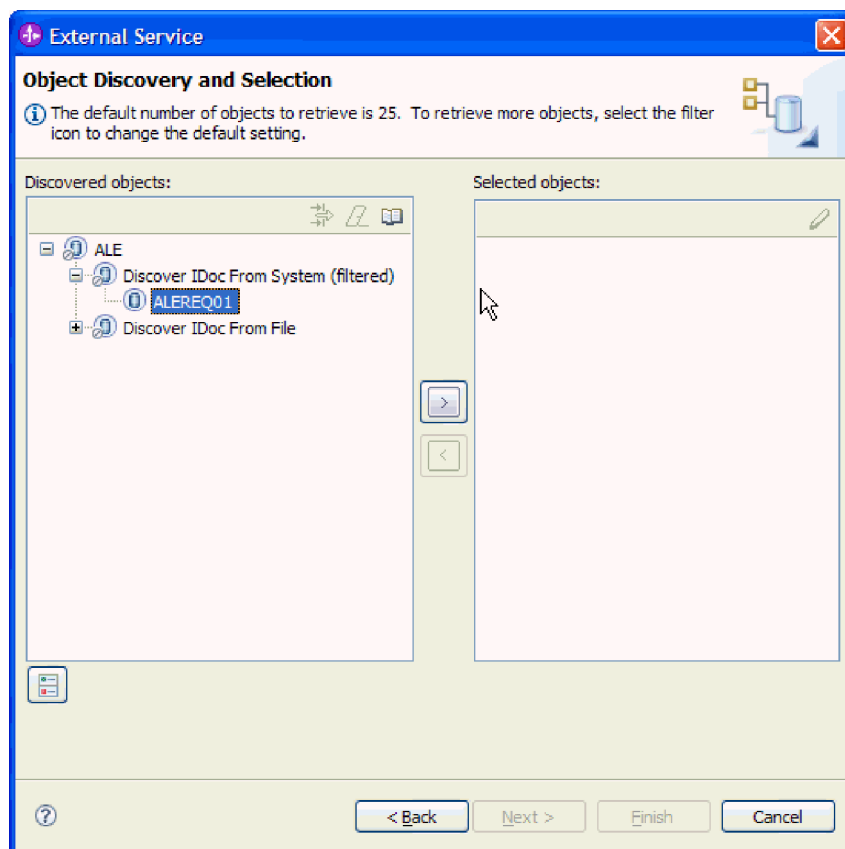 External Service
Object Discovery and Selection
The default number of objects to retrieve is 25. To retrieve more objects, select the filter
icon to change the default setting.
Discovered objects:
Selected objects:
ALE
Discover IDoc From System (filtered)
ALEREQ01
Discover IDoc From File
>
<
< Back
Next >
Finish
Cancel